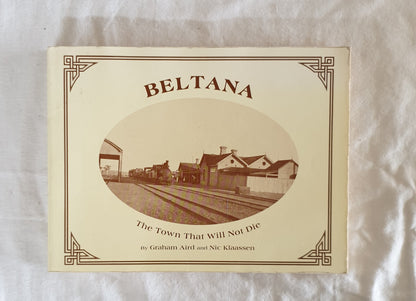 BELTANA
The Town That Will Not Die
By Graham Aird and Nic Klaassen